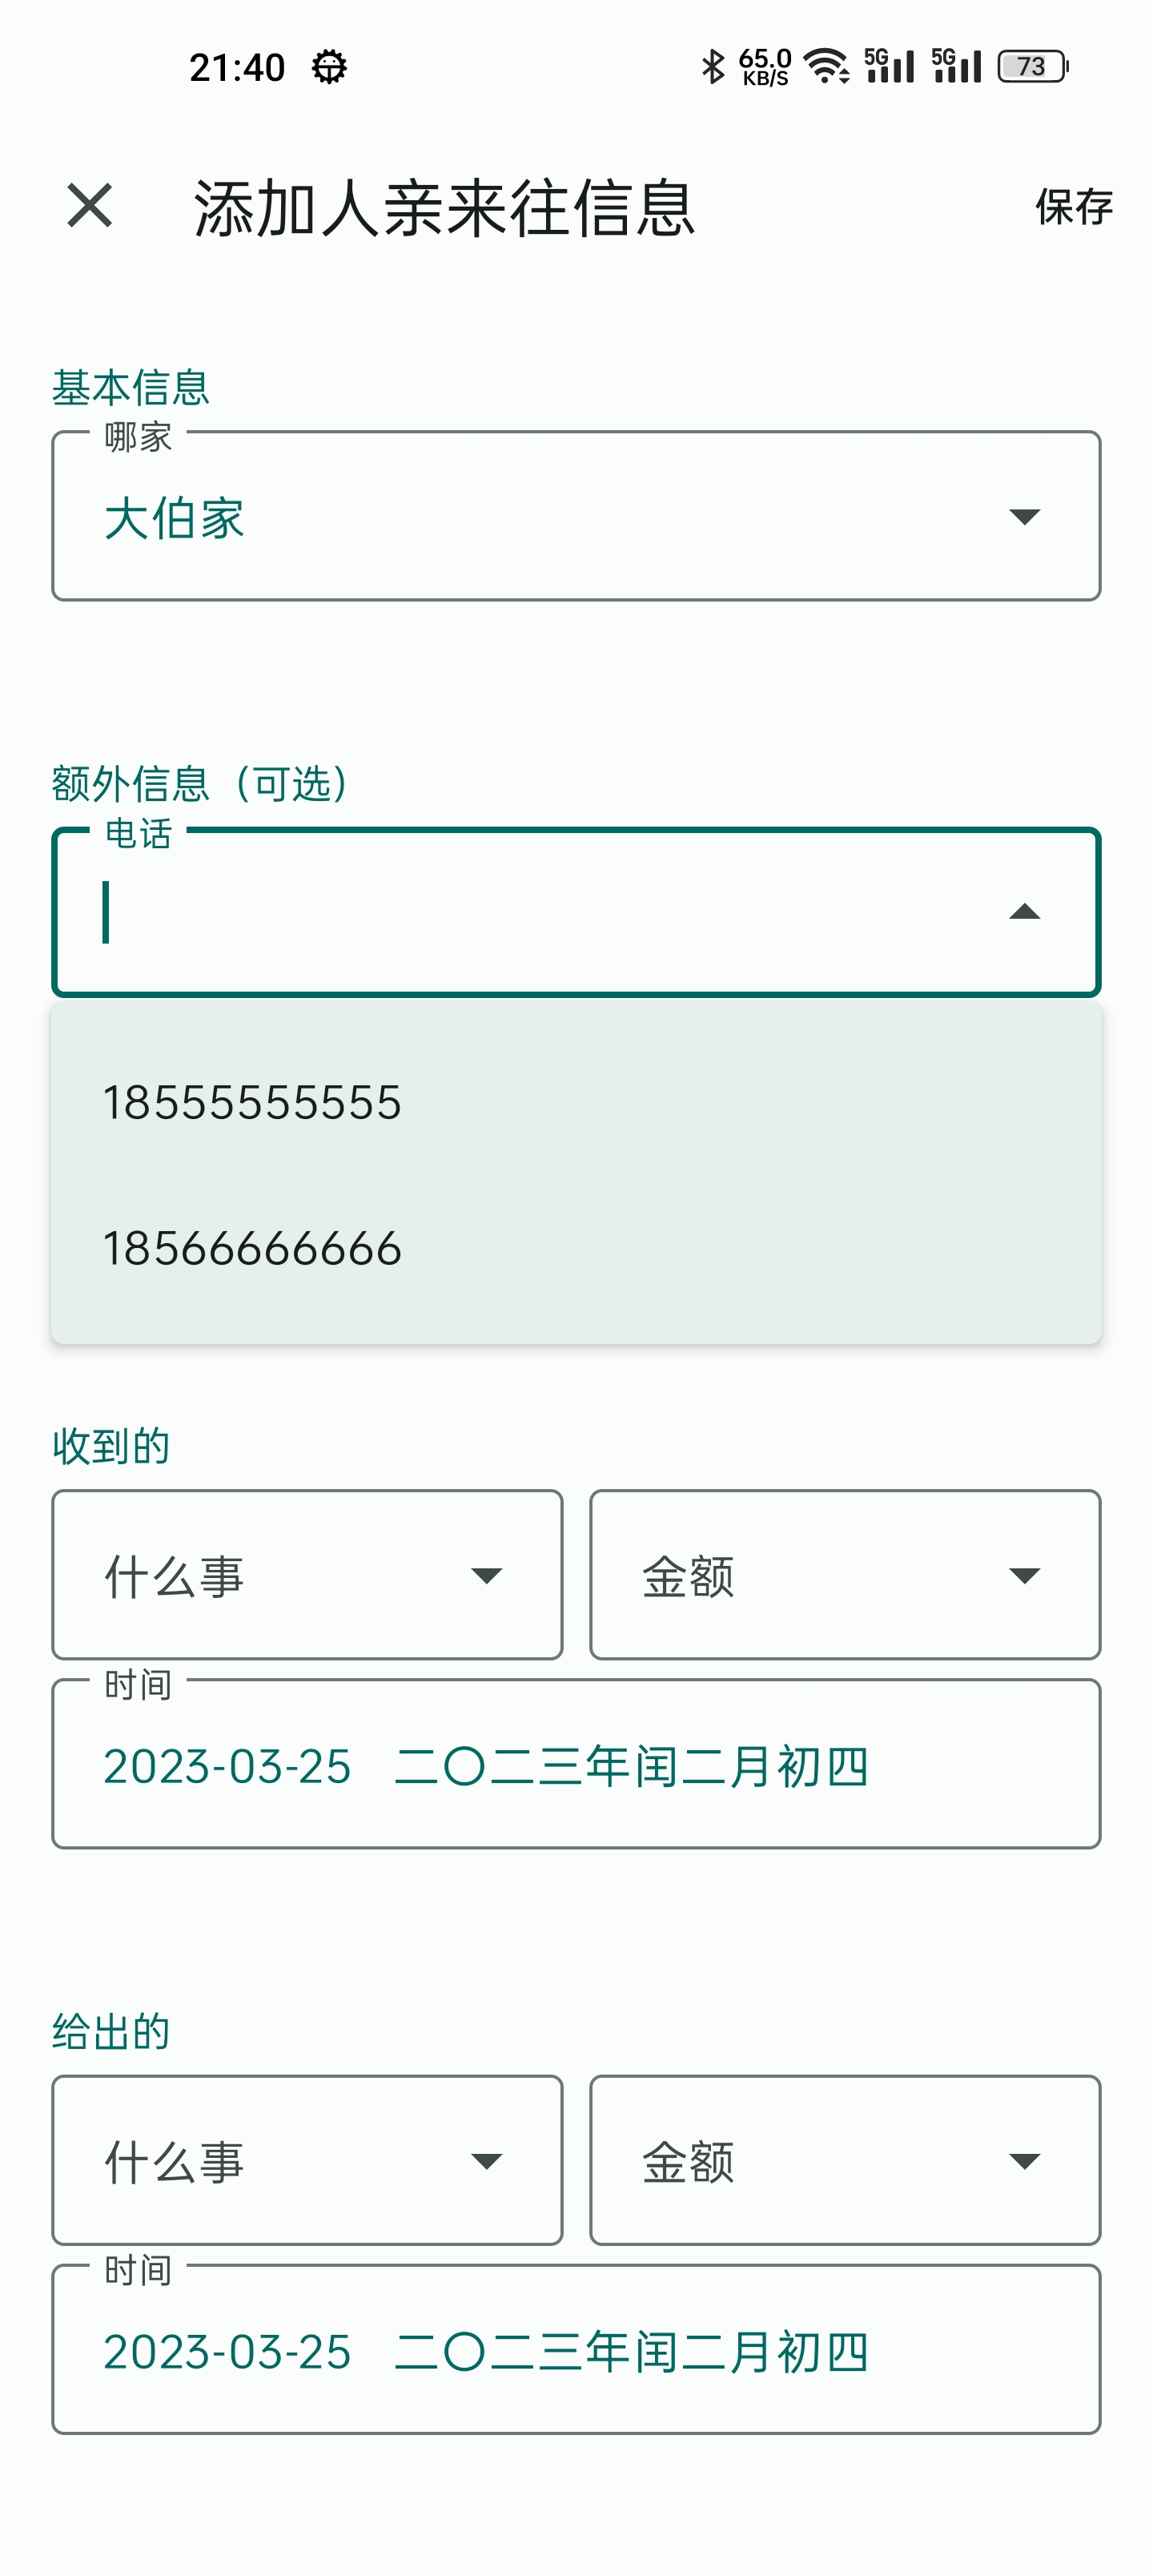 21:40 65.0 KB/S 5G 5G 73
添加人亲来往信息 保存
基本信息
哪家
大伯家
额外信息（可选）
电话
18555555555
18566666666
收到的
什么事 金额
时间
2023-03-25 二〇二三年闰二月初四
给出的
什么事 金额
时间
2023-03-25 二〇二三年闰二月初四